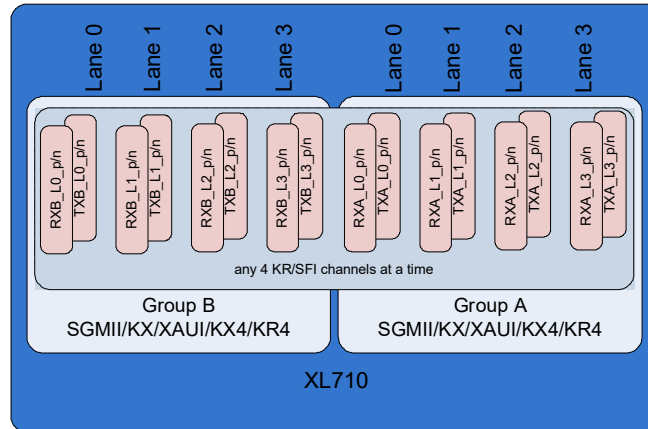 Lane 0
Lane 1
Lane 2
Lane 3
Lane 0
Lane 1
Lane 2
Lane 3
RXB_L0_p/n
TXB_L0_p/n
RXB_L1_p/n
TXB_L1_p/n
RXB_L2_p/n
TXB_L2_p/n
RXB_L3_p/n
TXB_L3_p/n
RXA_L0_p/n
TXA_L0_p/n
RXA_L1_p/n
TXA_L1_p/n
RXA_L2_p/n
TXA_L2_p/n
RXA_L3_p/n
TXA_L3_p/n
any 4 KR/SFI channels at a time
Group B
SGMII/KX/XAUI/KX4/KR4
Group A
SGMII/KX/XAUI/KX4/KR4
XL710